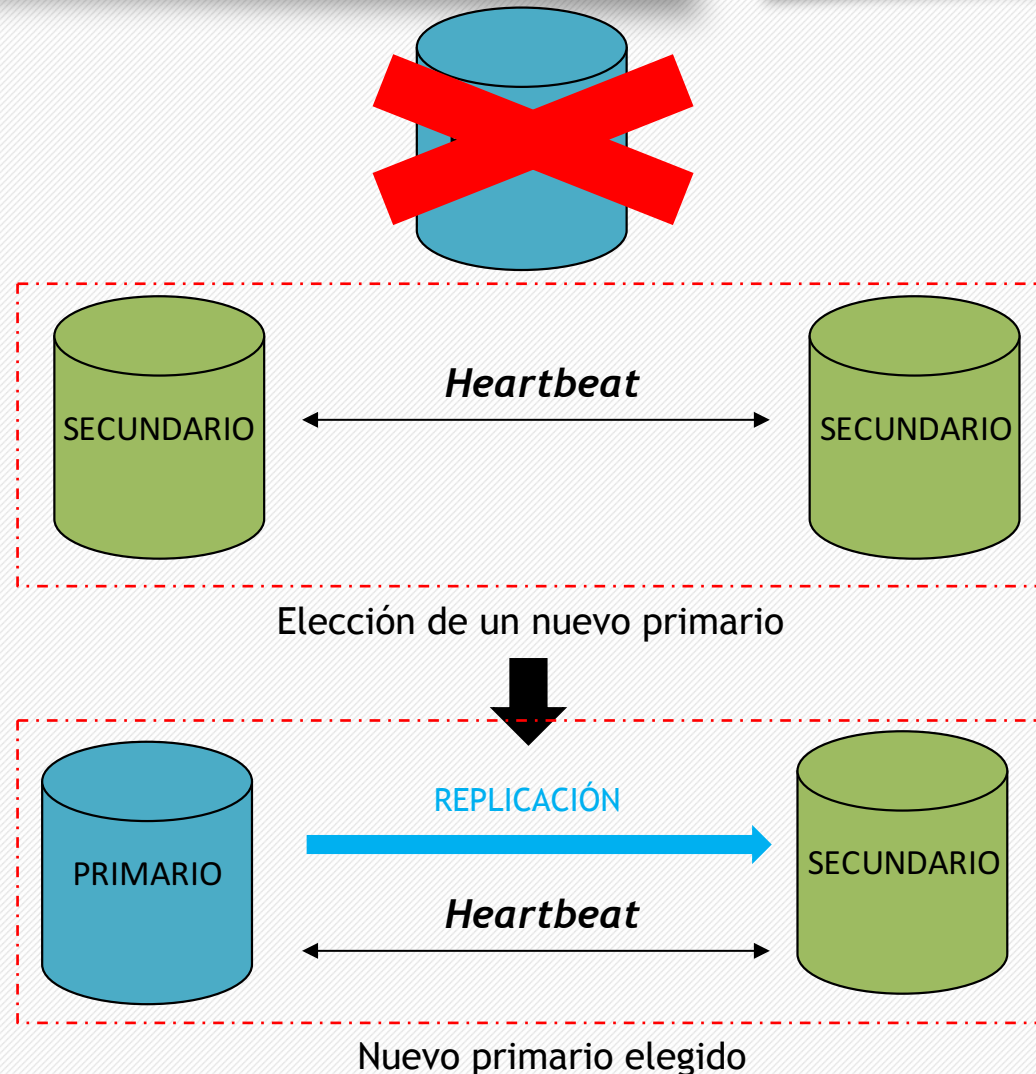 Heartbeat
SECUNDARIO
SECUNDARIO
Elección de un nuevo primario
REPLICACIÓN
PRIMARIO
SECUNDARIO
Heartbeat
Nuevo primario elegido